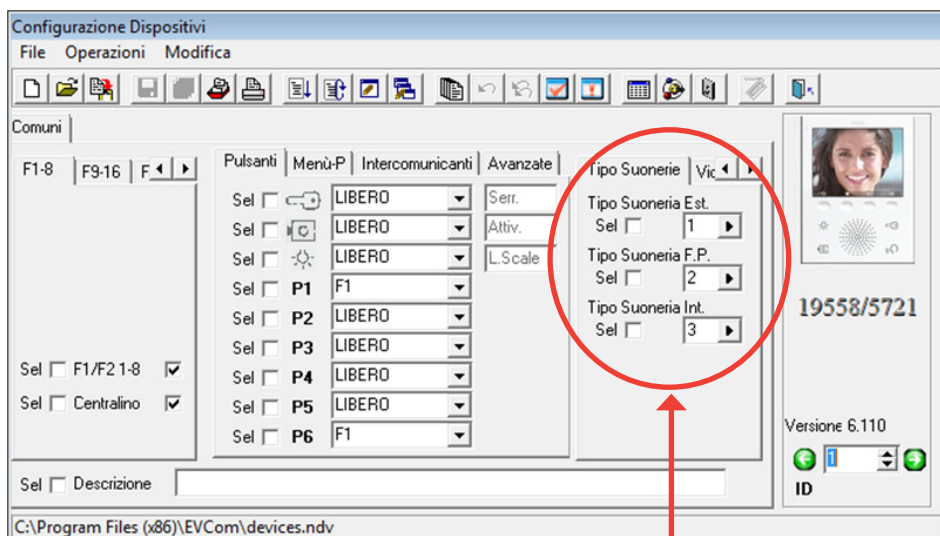 Configurazione Dispositivi
File Operazioni Modifica
Comuni
F1-8 F9-16 F
Pulsanti Menù-P Intercomunicanti Avanzate
Sel LIBERO Serr.
Sel LIBERO Attiv.
Sel LIBERO L.Scale
Sel P1 F1
Sel P2 LIBERO
Sel P3 LIBERO
Sel P4 LIBERO
Sel P5 LIBERO
Sel P6 F1
Sel F1/F2 1-8
Sel Centralino
Tipo Suonerie
Tipo Suoneria Est.
Sel 1
Tipo Suoneria F.P.
Sel 2
Tipo Suoneria Int.
Sel 3
19558/5721
Versione 6.110
1
ID
Sel Descrizione
C:\Program Files (x86)\EVCom\devices.ndv